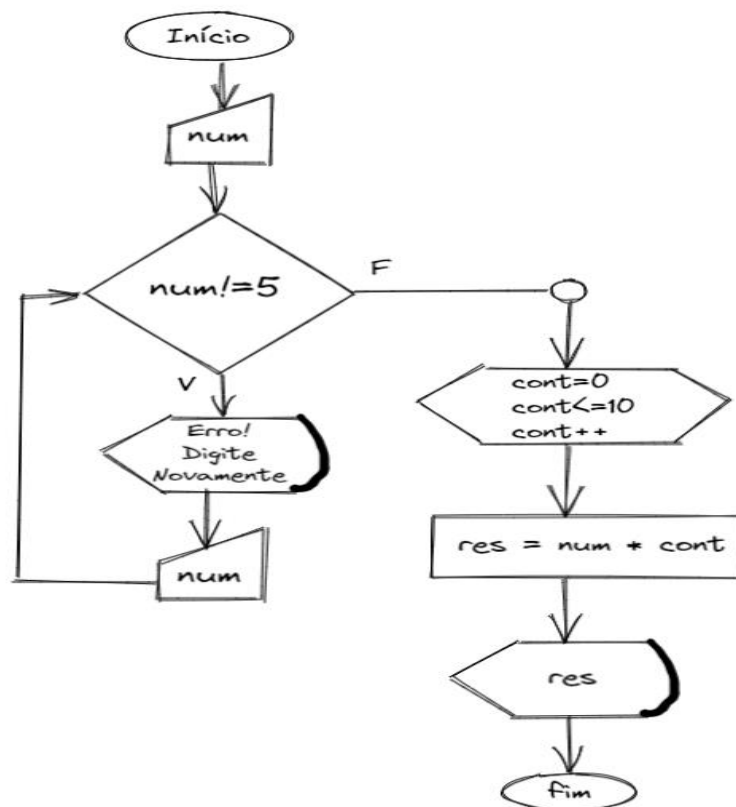 Início
num
num!=5
F
V
Erro!
Digite
Novamente
num
cont=0
cont<=10
cont++
res = num * cont
res
fim